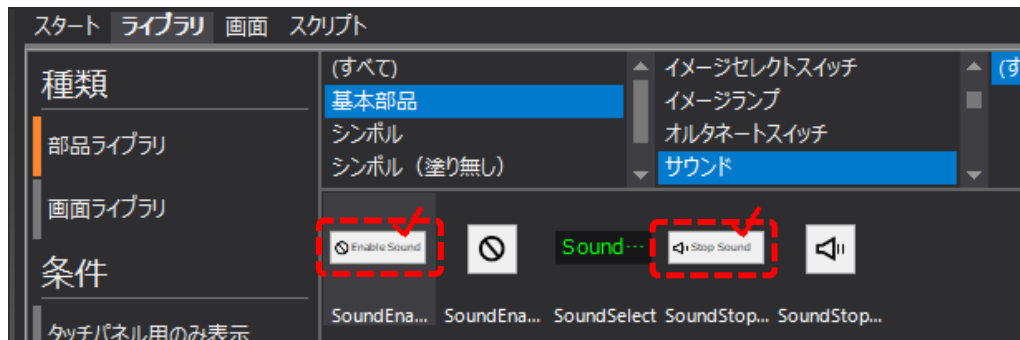 スタート ライブラリ 画面 スクリプト
種類
部品ライブラリ
画面ライブラリ
条件
タッチパネル用のみ表示
(すべて)
基本部品
シンボル
シンボル（塗り無し）
イメージセレクトスイッチ
イメージランプ
オルタネートスイッチ
サウンド
(す
Enable Sound
Sound…
Stop Sound
SoundEna... SoundEna... SoundSelect SoundStop... SoundStop...